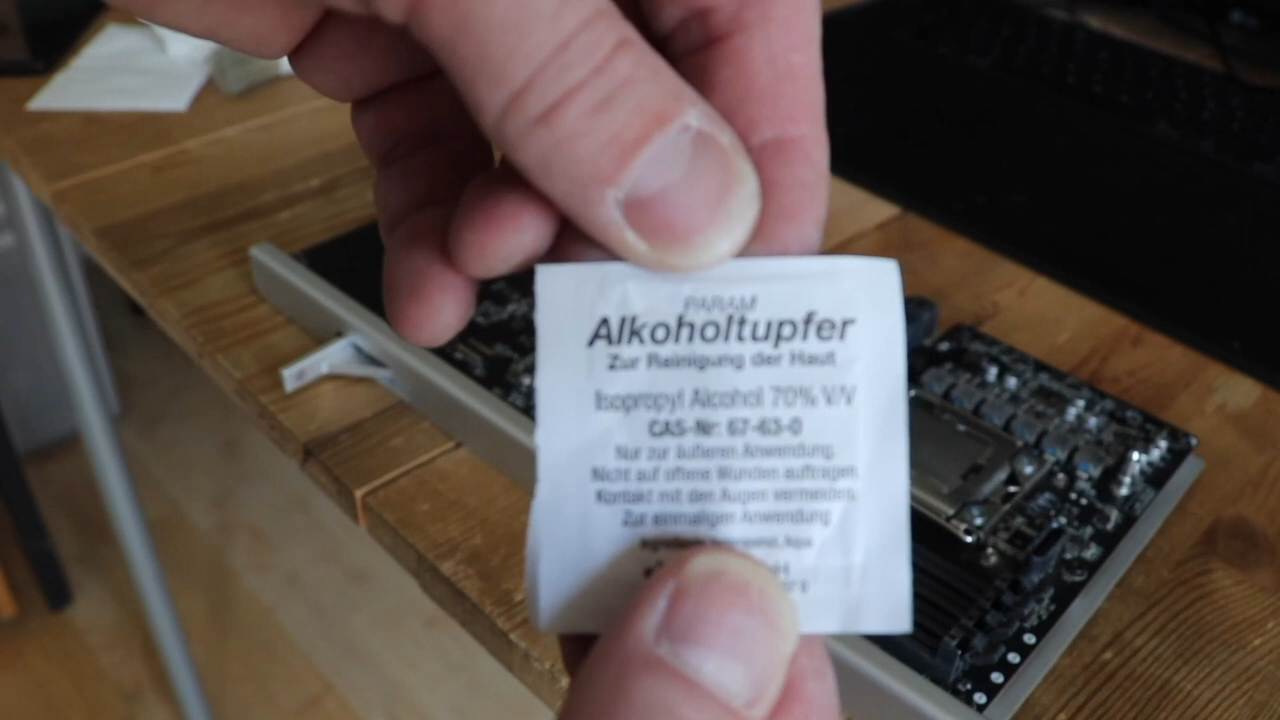 PARAM
Alkoholtupfer
Zur Reinigung der Haut
Isopropyl Alcohol 70% V/V
CAS-Nr: 67-63-0
Nur zur äußeren Anwendung.
Nicht auf offene Wunden auftragen,
Kontakt mit den Augen vermeiden,
Zur einmaligen Anwendung